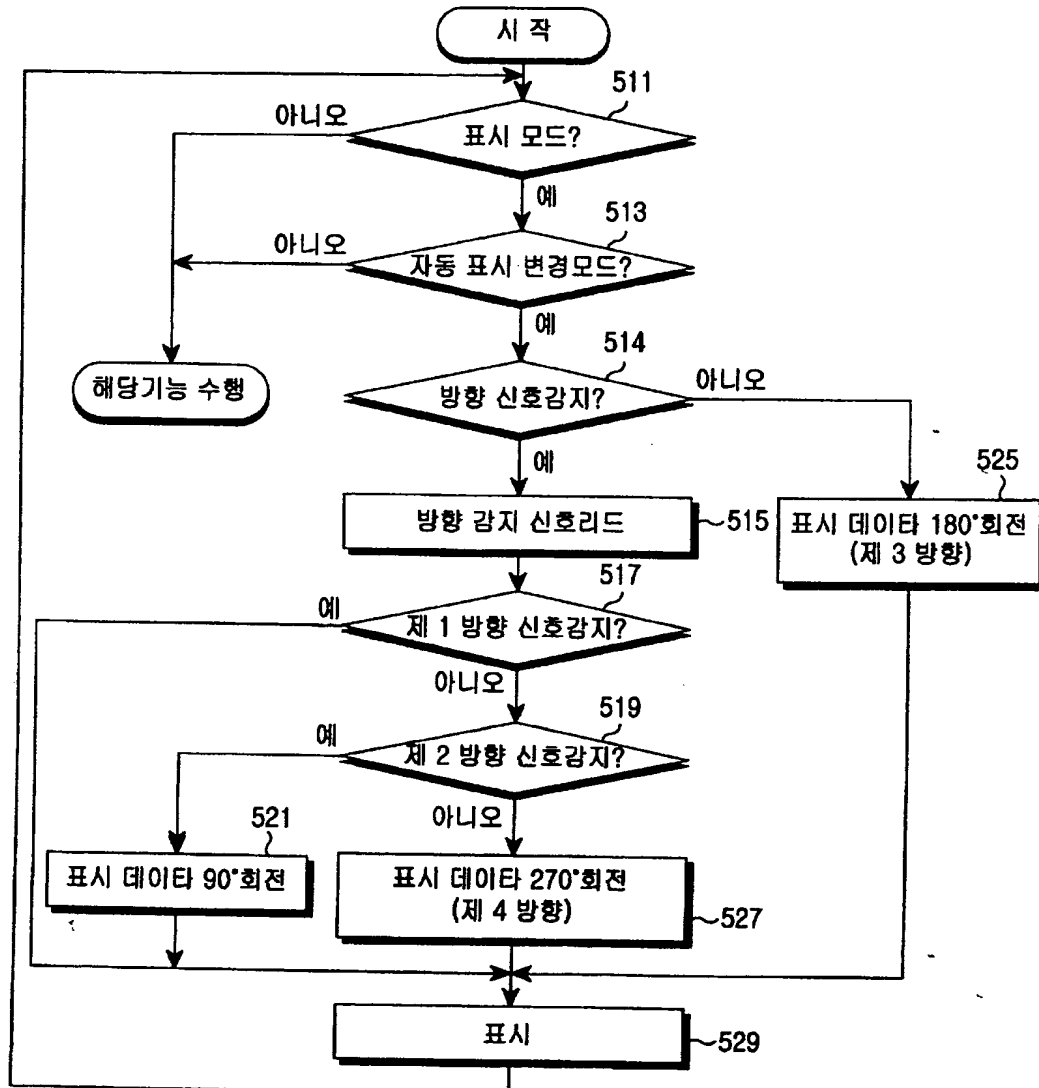 시 작
511
아니오
표시 모드?
예
513
아니오
자동 표시 변경모드?
예
514
해당기능 수행
방향 신호감지?
아니오
예
525
방향 감지 신호리드
515
표시 데이타 180°회전
(제 3 방향)
517
예
제 1 방향 신호감지?
아니오
519
예
제 2 방향 신호감지?
아니오
521
표시 데이타 90°회전
표시 데이타 270°회전
(제 4 방향)
527
표시
529